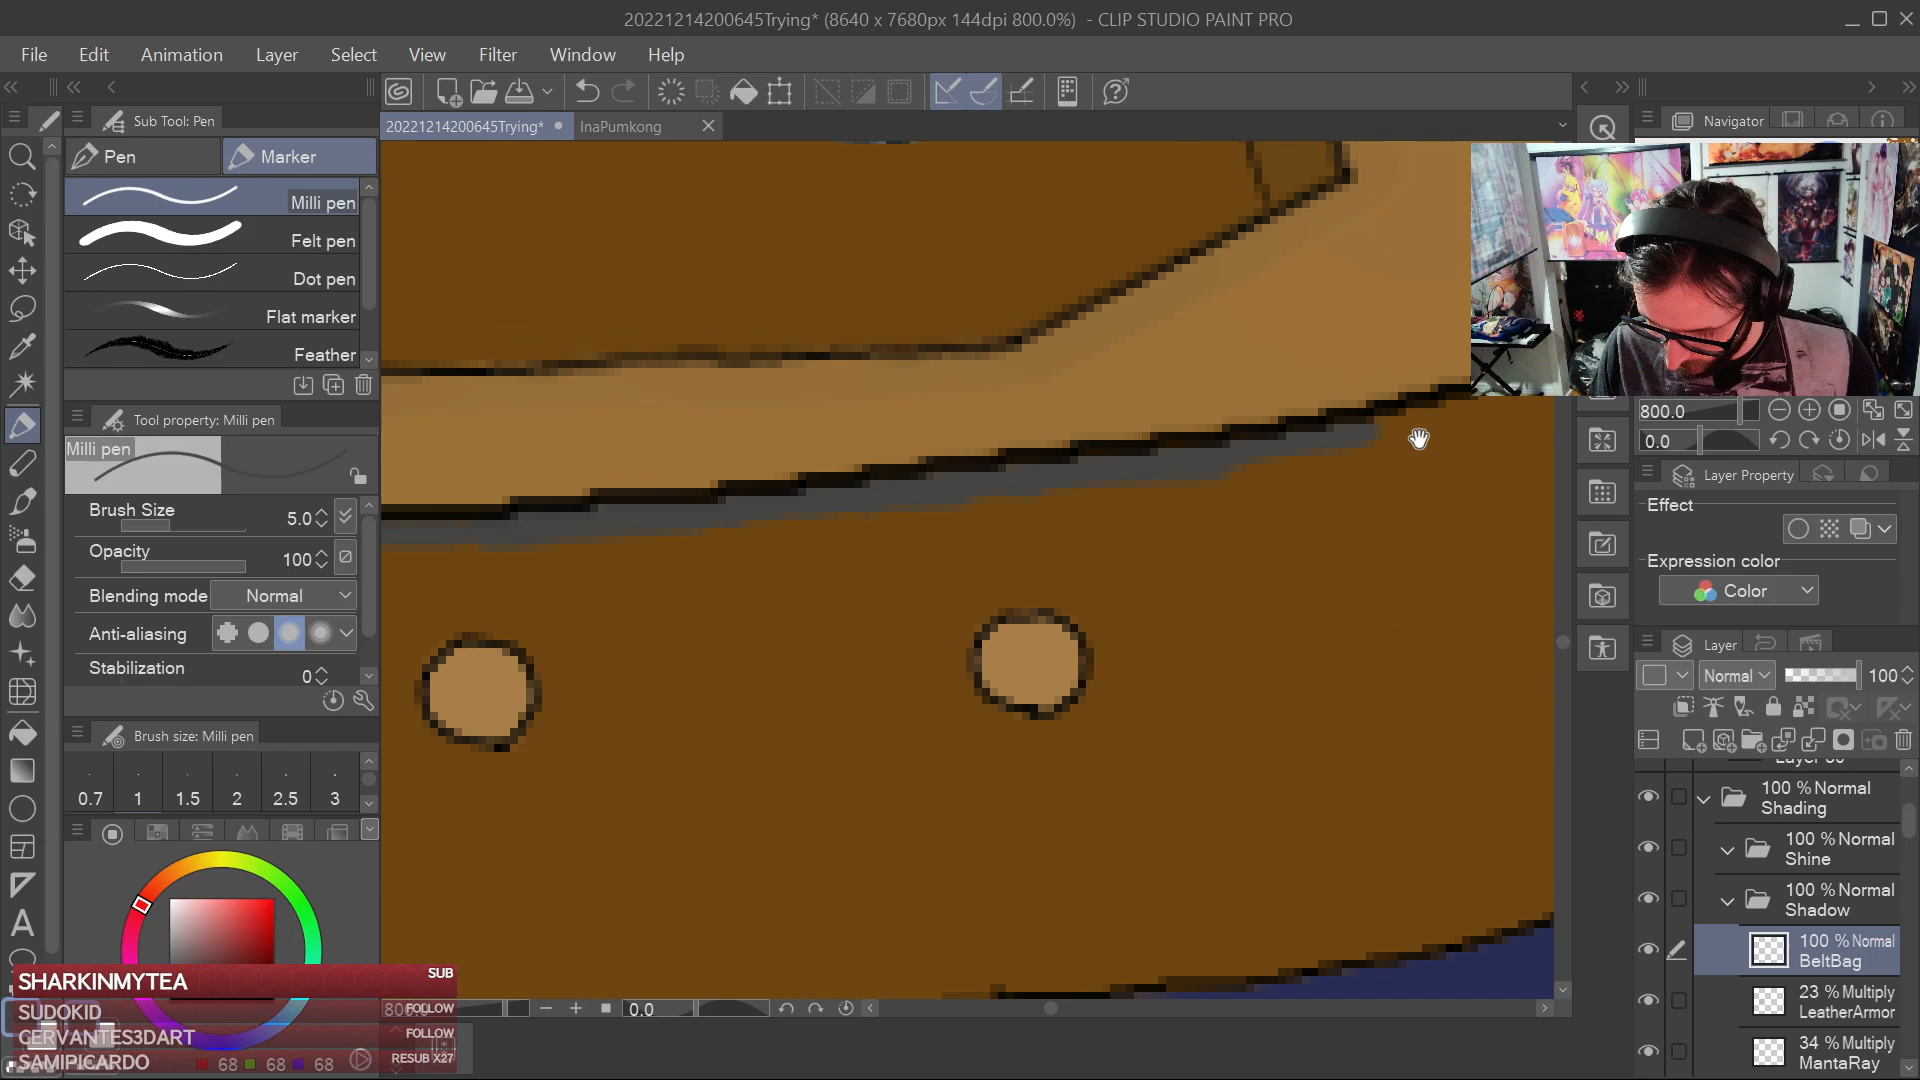 20221214200645Trying* (8640 x 7680px 144dpi 800.0%)  - CLIP STUDIO PAINT PRO
File Edit Animation Layer Select View Filter Window Help
Sub Tool: Pen
20221214200645Trying* InaPumkong
Navigator
Pen Marker
Milli pen
Felt pen
Dot pen
Flat marker
Feather
Tool property: Milli pen
Milli pen
Brush Size 5.0
Opacity 100
Blending mode Normal
Anti-aliasing
Stabilization 0
Brush size: Milli pen
0.7 1 1.5 2 2.5 3
800.0
0.0
Layer Property
Effect
Expression color
Color
Layer
Normal 100
100 % Normal
Shading
100 % Normal
Shine
100 % Normal
Shadow
100 % Normal
BeltBag
23 % Multiply
LeatherArmor
34 % Multiply
MantaRay
SHARKINMYTEA SUB
SUDOKID FOLLOW
CERVANTES3DART FOLLOW
SAMIPICARDO RESUB X27
68 68 68
0.0